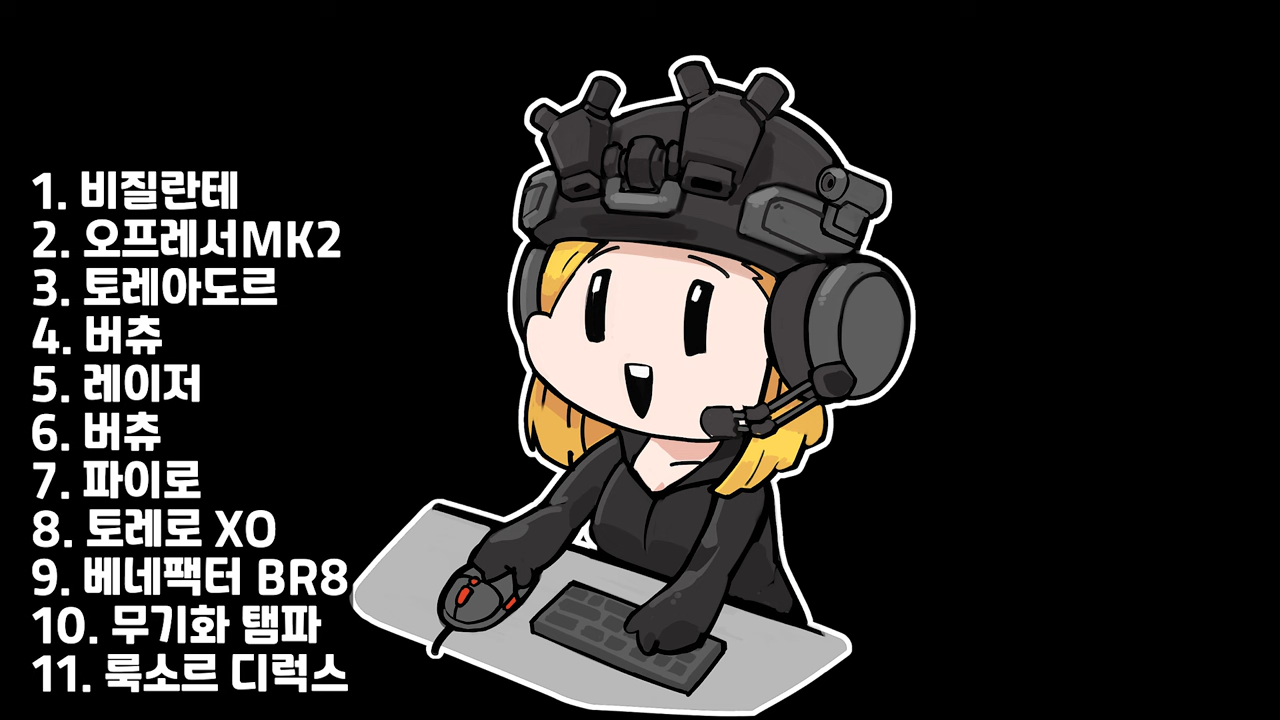 1. 비질란테
2. 오프레서MK2
3. 토레아도르
4. 버츄
5. 레이저
6. 버츄
7. 파이로
8. 토레로 XO
9. 베네팩터 BR8
10. 무기화 탬파
11. 룩소르 디럭스